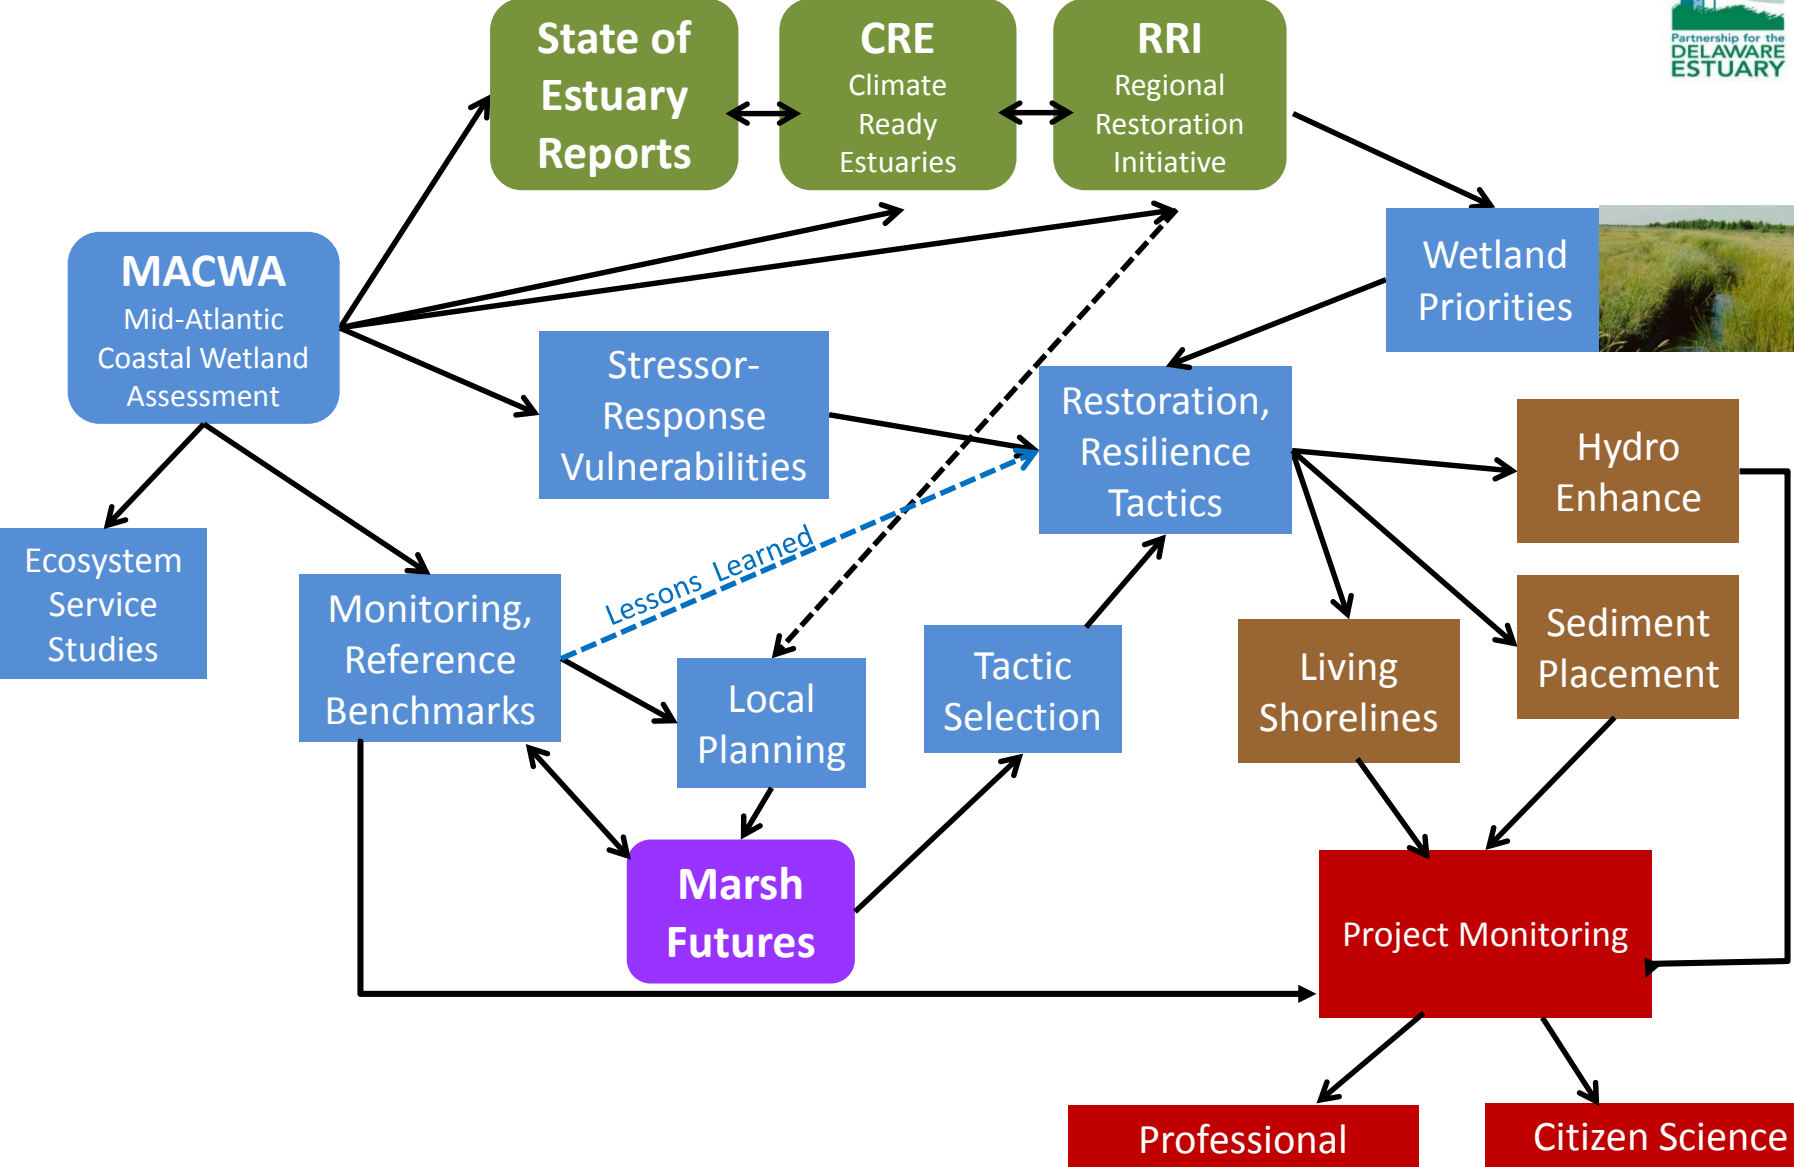 State of
Estuary
Reports
CRE
Climate
Ready
Estuaries
RRI
Regional
Restoration
Initiative
Partnership for the
DELAWARE
ESTUARY
MACWA
Mid-Atlantic
Coastal Wetland
Assessment
Wetland
Priorities
Stressor-
Response
Vulnerabilities
Restoration,
Resilience
Tactics
Hydro
Enhance
Ecosystem
Service
Studies
Monitoring,
Reference
Benchmarks
Lessons Learned
Local
Planning
Tactic
Selection
Living
Shorelines
Sediment
Placement
Marsh
Futures
Project Monitoring
Professional
Citizen Science